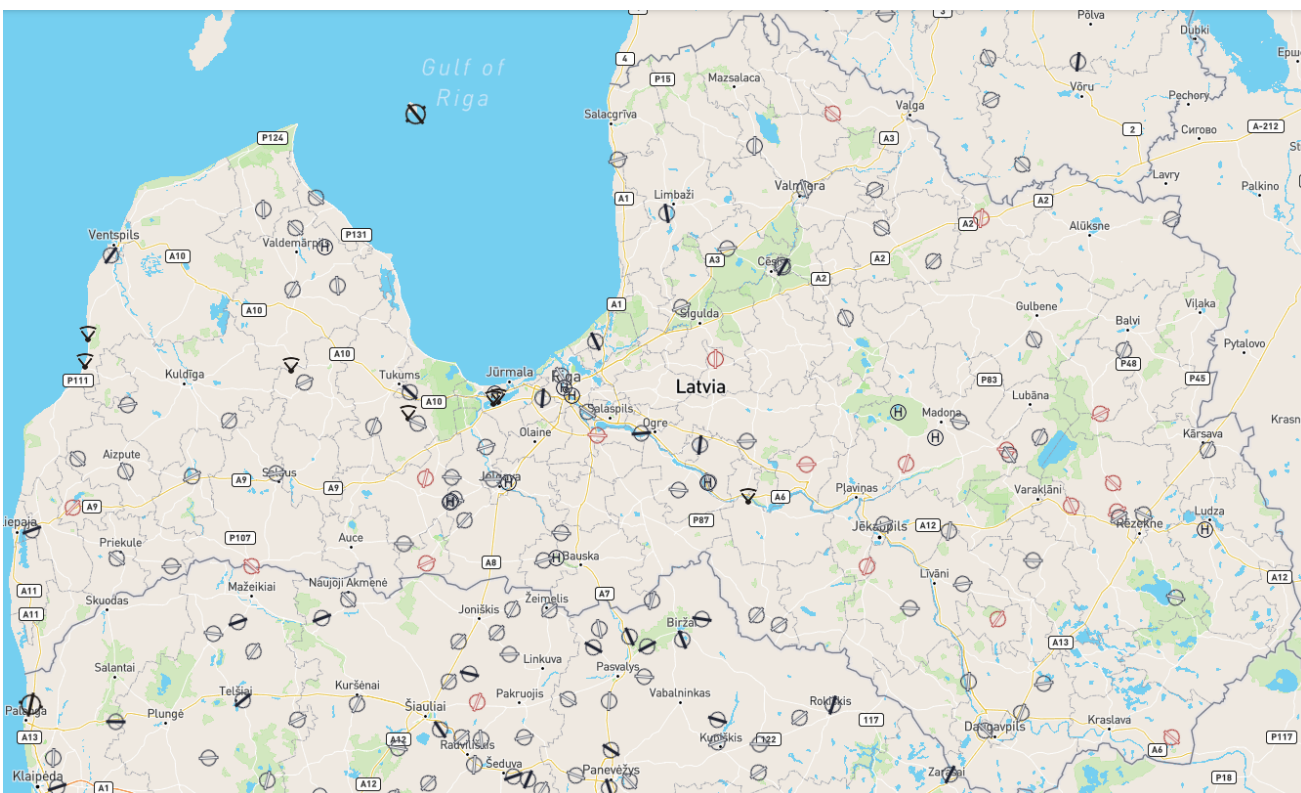 Põlva
Dubki
3
Gulf of
Riga
4
P15
Mazsalaca
Võru
Pechory
Salacgrīva
Valga
2
Сигово
A-212
P124
A3
Lavry
Palkino
Limbaži
Valmiera
A1
A2
A2
Alūksne
Ventspils
P131
Valdemārpils
A10
A3
Cēsis
A2
A2
A10
A1
Sigulda
Gulbene
Balvi
Viļaka
Pytalovo
A10
Jūrmala
P48
P111
Kuldīga
Tukums
Rīga
Latvia
P83
P45
A10
Lubāna
Salaspils
Madona
Ogre
Olaine
Kārsava
Aizpute
Saldus
A9
A9
Jelgava
Pļaviņas
Varakļāni
A9
A6
Ludza
Liepāja
P87
Jēkabpils
A12
Rēzekne
Priekule
P107
Auce
Bauska
A8
Līvāni
A12
Mažeikiai
Naujoji Akmenė
A11
A7
Skuodas
Žeimelis
A11
Joniškis
Biržai
A13
Salantai
Linkuva
Pasvalys
Telšiai
Kuršėnai
Pakruojis
Vabalninkas
Rokiškis
Palanga
Plungė
Šiauliai
117
Daugavpils
Kraslava
A13
A12
Radviliškis
Kupiškis
122
A6
P117
Šeduva
Panevėžys
Zarasai
Klaipėda
A1
A12
P18